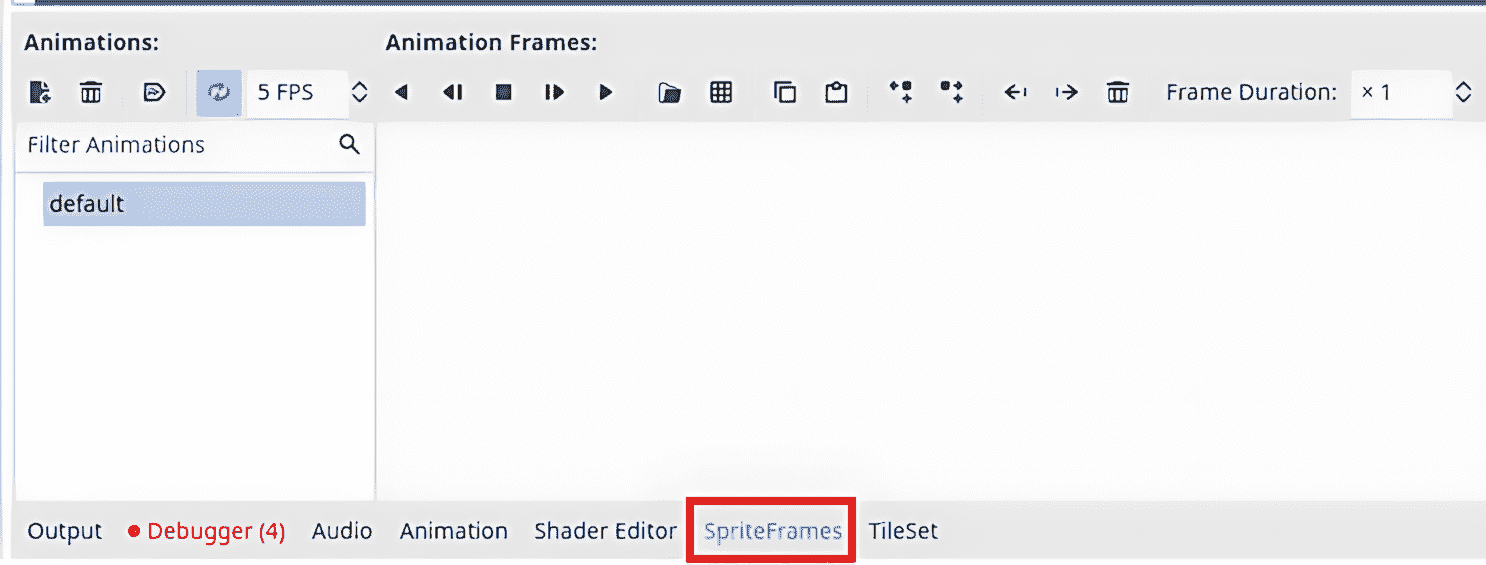 Animations: Animation Frames:
5 FPS Frame Duration: × 1
Filter Animations
default
Output Debugger (4) Audio Animation Shader Editor SpriteFrames TileSet